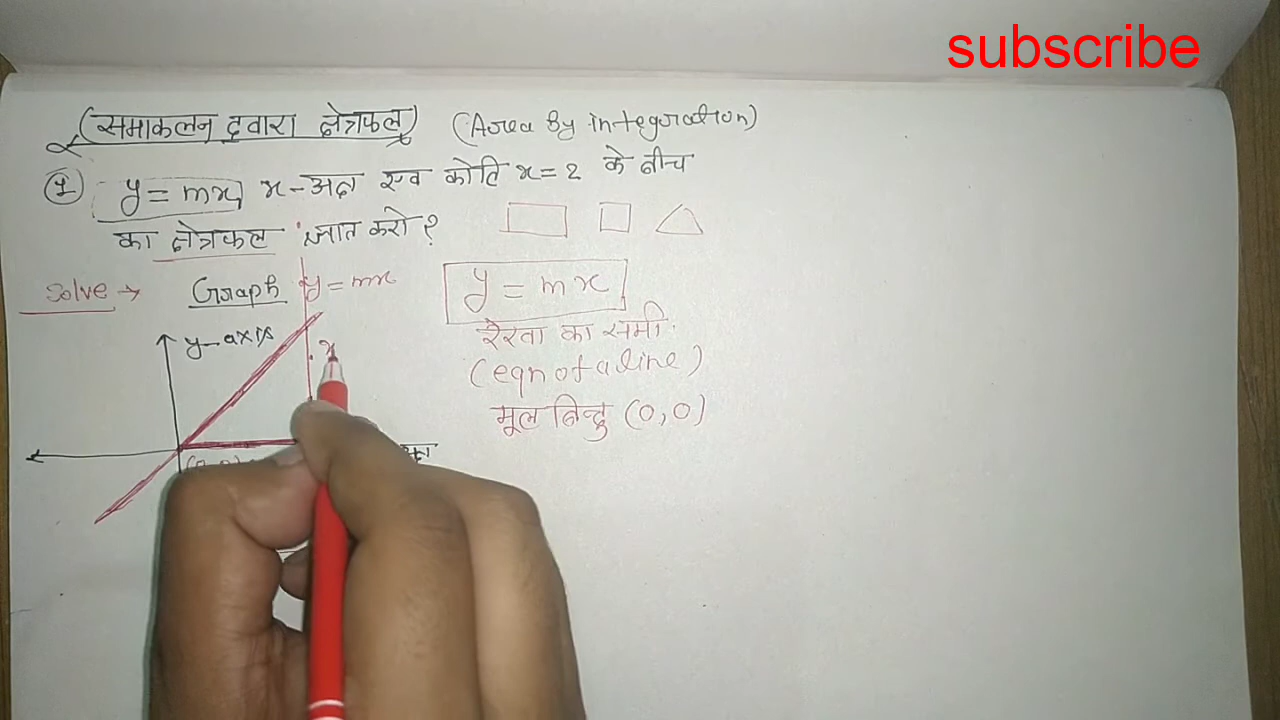 subscribe
(समाकलन द्वारा क्षेत्रफल) (Area By integration)
① y = mx, x-अक्ष एव कोटि x = 2 के बीच
का क्षेत्रफल ज्ञात करो?
Solve → Graph y = mx
y = mx
y-axis
रेखा का समी.
(eqn of a line)
मूल बिन्दु (0,0)
x